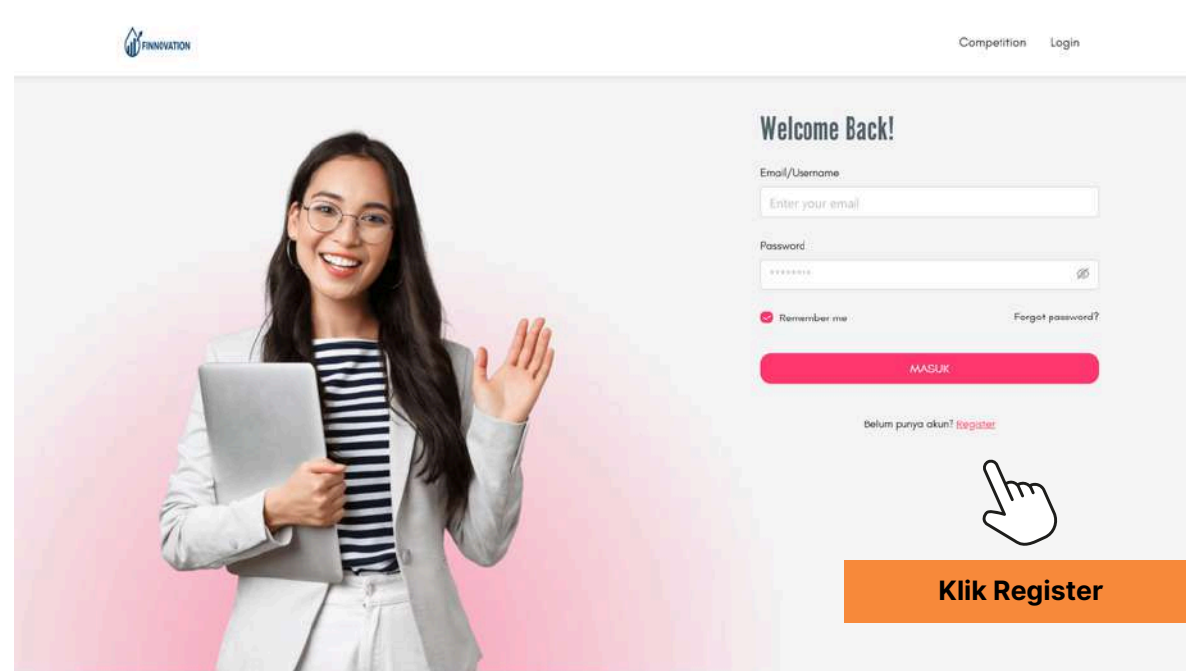 FINNOVATION
Competition Login
Welcome Back!
Email/Username
Enter your email
Password
********
Remember me Forgot password?
MASUK
Belum punya akun? Register
Klik Register